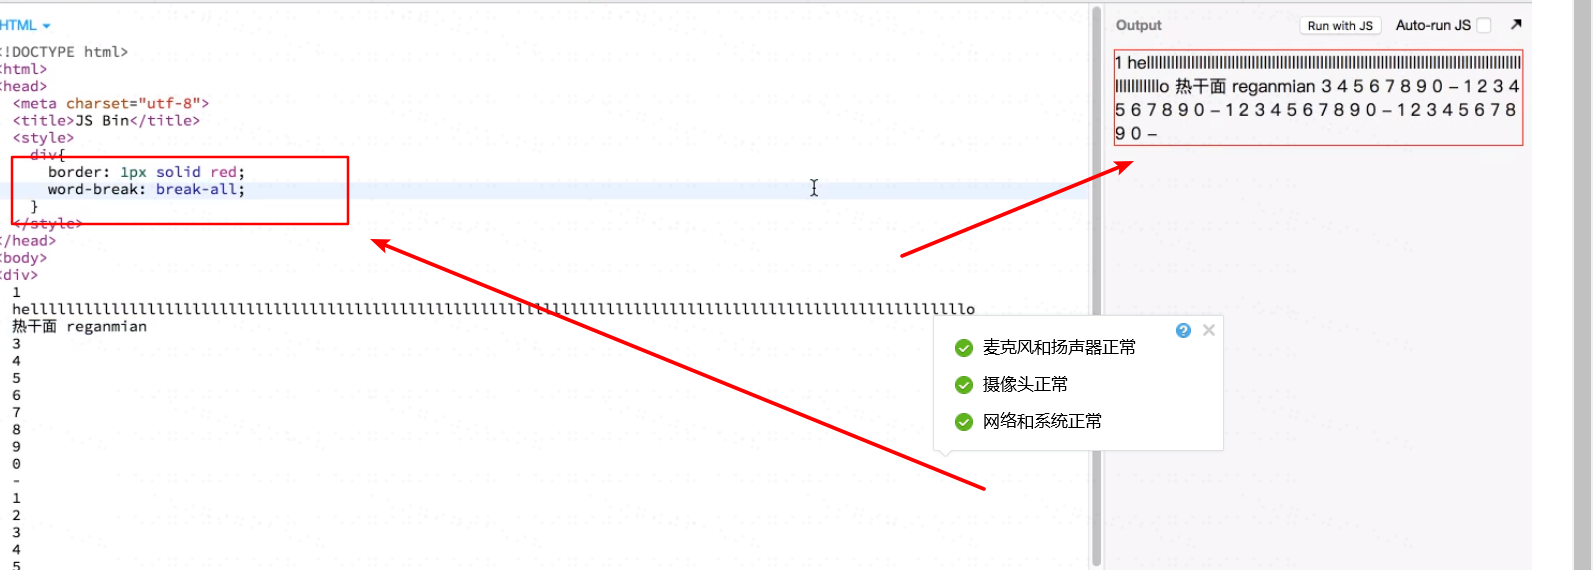 HTML
<!DOCTYPE html>
<html>
<head>
<meta charset="utf-8">
<title>JS Bin</title>
<style>
div{
border: 1px solid red;
word-break: break-all;
}
</style>
</head>
<body>
<div>
1
热干面 reganmian
3
4
5
6
7
8
9
0
-
1
2
3
4
5
Output
Run with JS
Auto-run JS
热干面 reganmian 3 4 5 6 7 8 9 0 - 1 2 3 4
5 6 7 8 9 0 - 1 2 3 4 5 6 7 8 9 0 - 1 2 3 4 5 6 7 8
9 0 -
麦克风和扬声器正常
摄像头正常
网络和系统正常